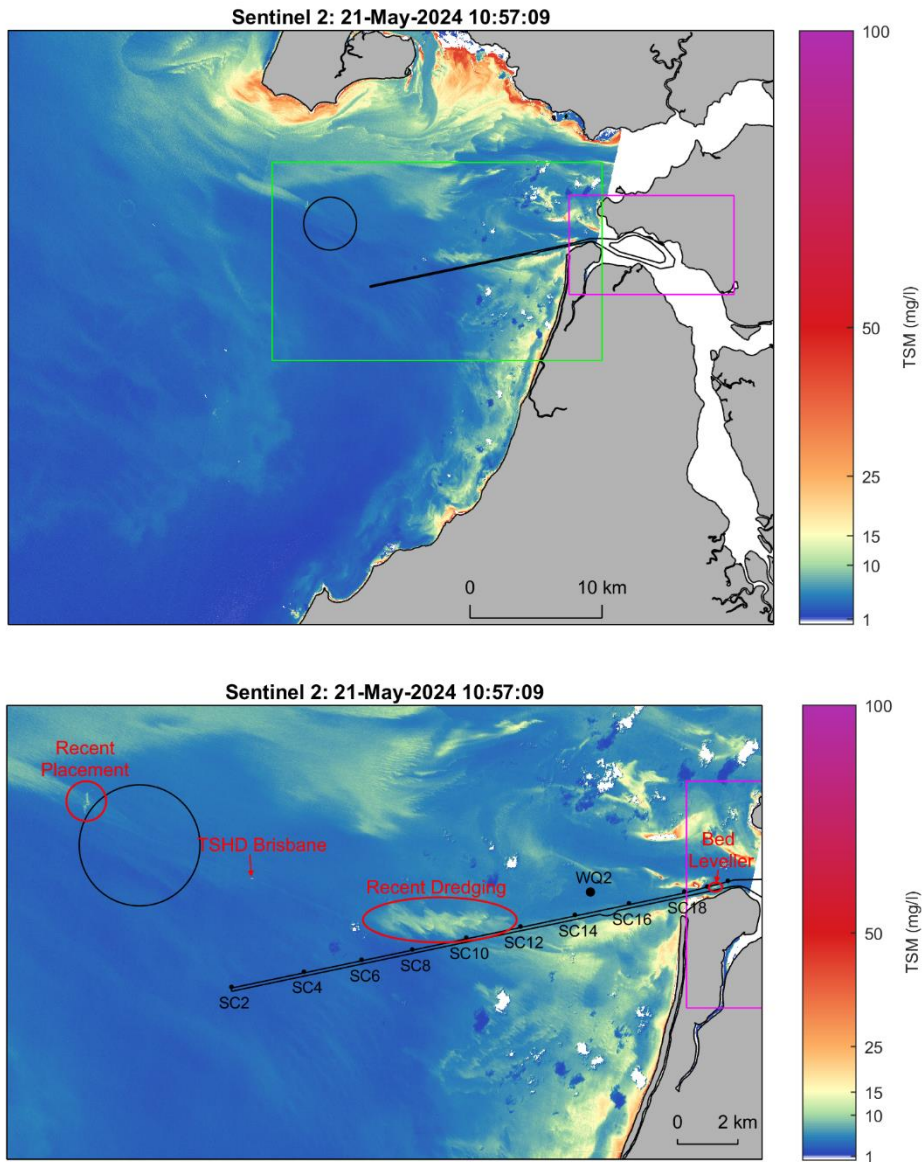 Sentinel 2: 21-May-2024 10:57:09
100
50
25
15
10
1
TSM (mg/l)
0
10 km
Sentinel 2: 21-May-2024 10:57:09
Recent
Placement
TSHD Brisbane
Recent Dredging
Bed
Leveller
WQ2
SC2
SC4
SC6
SC8
SC10
SC12
SC14
SC16
SC18
0
2 km
100
50
25
15
10
1
TSM (mg/l)